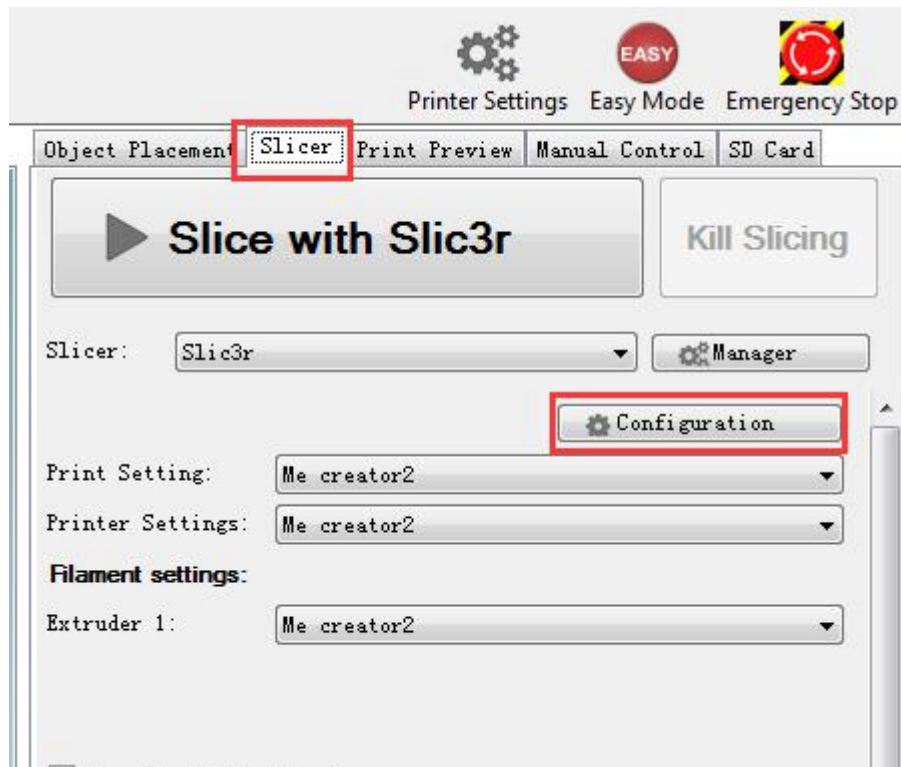 EASY
Printer Settings Easy Mode Emergency Stop
Object Placement Slicer Print Preview Manual Control SD Card
Slice with Slic3r Kill Slicing
Slicer: Slic3r Manager
Configuration
Print Setting: Me creator2
Printer Settings: Me creator2
Filament settings:
Extruder 1: Me creator2